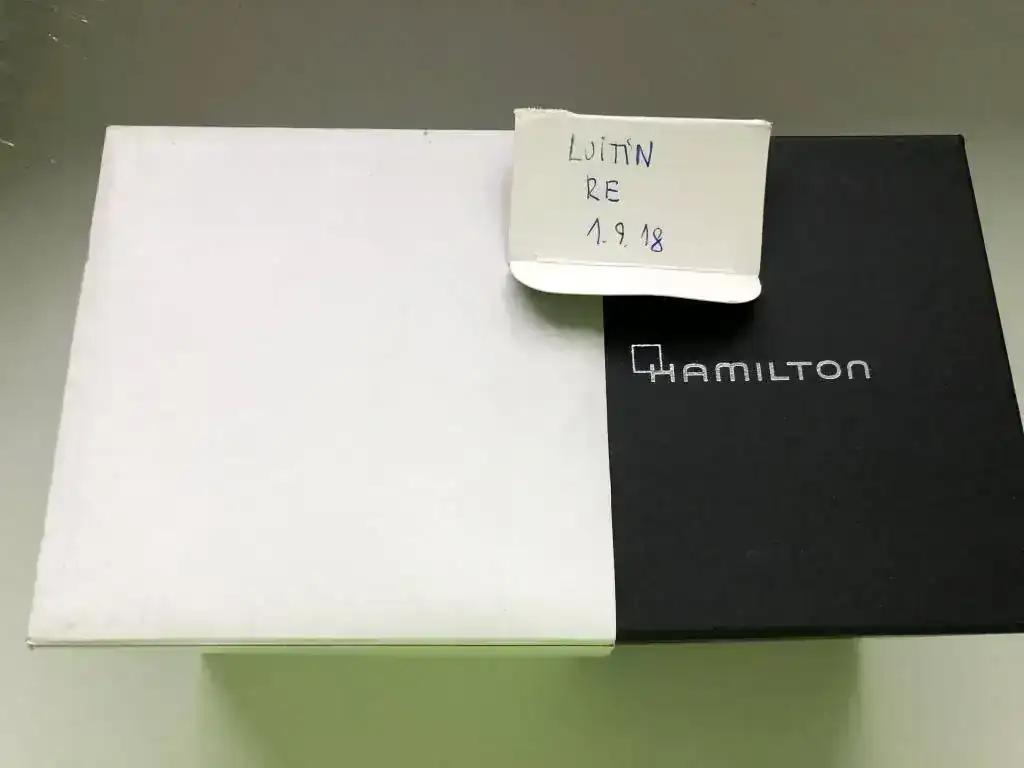 LUITIN
RE
1.9.18
HAMILTON